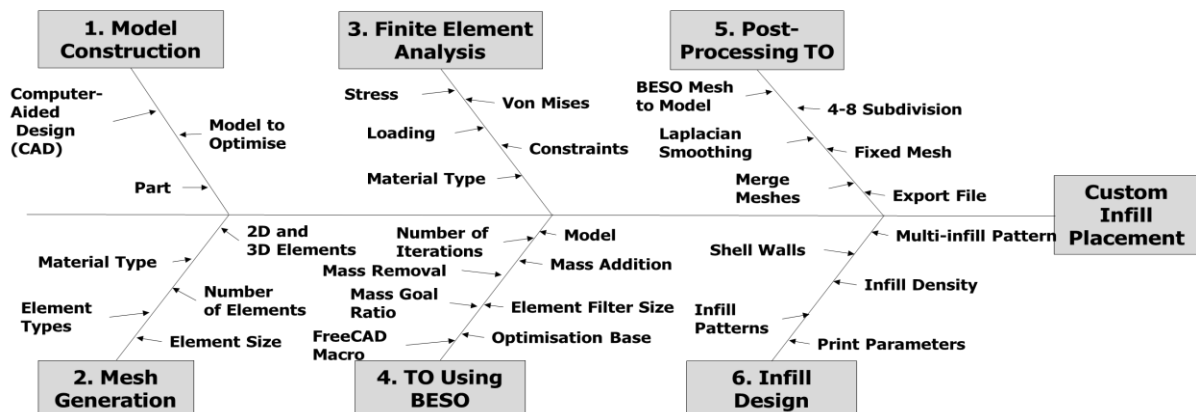 1. Model
Construction
3. Finite Element
Analysis
5. Post-
Processing TO
Computer-
Aided
Design
(CAD)
Model to
Optimise
Part
Stress
Von Mises
Loading
Constraints
Material Type
BESO Mesh
to Model
4-8 Subdivision
Laplacian
Smoothing
Fixed Mesh
Merge
Meshes
Export File
Custom
Infill
Placement
2D and
3D Elements
Material Type
Number
of Elements
Element
Types
Element Size
Number of
Iterations
Model
Mass Removal
Mass Addition
Mass Goal
Ratio
Element Filter Size
FreeCAD
Macro
Optimisation Base
Multi-infill Pattern
Shell Walls
Infill Density
Infill
Patterns
Print Parameters
2. Mesh
Generation
4. TO Using
BESO
6. Infill
Design